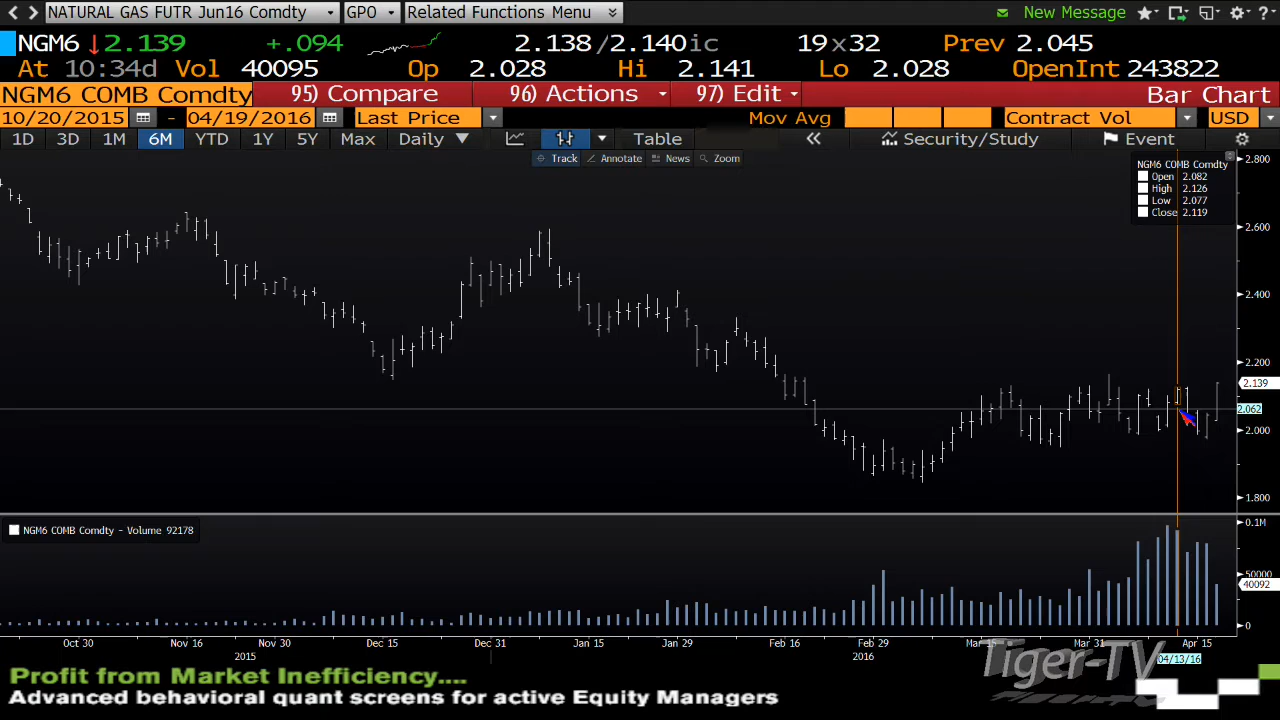 NATURAL GAS FUTR Jun16 Comdty GPO Related Functions Menu New Message
NGM6 2.139 +.094 2.138/2.140ic 19x32 Prev 2.045
At 10:34d Vol 40095 Op 2.028 Hi 2.141 Lo 2.028 OpenInt 243822
NGM6 COMB Comdty 95) Compare 96) Actions 97) Edit Bar Chart
10/20/2015 - 04/19/2016 Last Price Mov Avg Contract Vol USD
1D 3D 1M 6M YTD 1Y 5Y Max Daily Table Security/Study Event
Track Annotate News Zoom
NGM6 COMB Comdty
Open 2.082
High 2.126
Low 2.077
Close 2.119
2.800
2.600
2.400
2.200
2.139
2.062
2.000
1.800
NGM6 COMB Comdty - Volume 92178
0.1M
50000
40092
0
Oct 30 Nov 16 Nov 30 Dec 15 Dec 31 Jan 15 Jan 29 Feb 16 Feb 29 Mar 15 Mar 31 Apr 15
2015 2016 04/13/16
Tiger-TV
Profit from Market Inefficiency....
Advanced behavioral quant screens for active Equity Managers